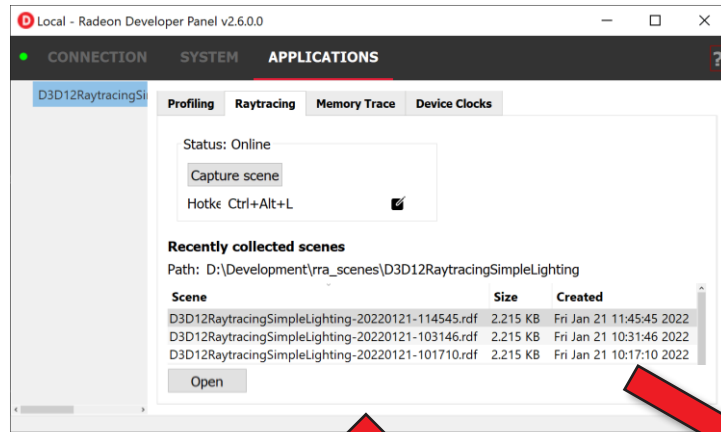 D Local - Radeon Developer Panel v2.6.0.0
CONNECTION SYSTEM APPLICATIONS ?
D3D12RaytracingSi
Profiling Raytracing Memory Trace Device Clocks
Status: Online
Capture scene
Hotke Ctrl+Alt+L
Recently collected scenes
Path: D:\Development\rra_scenes\D3D12RaytracingSimpleLighting
Scene Size Created
D3D12RaytracingSimpleLighting-20220121-114545.rdf 2.215 KB Fri Jan 21 11:45:45 2022
D3D12RaytracingSimpleLighting-20220121-103146.rdf 2.215 KB Fri Jan 21 10:31:46 2022
D3D12RaytracingSimpleLighting-20220121-101710.rdf 2.215 KB Fri Jan 21 10:17:10 2022
Open